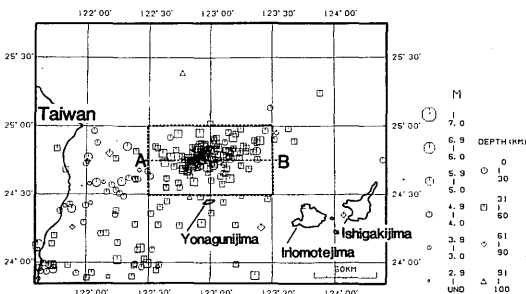 122° 00' 122° 30' 123° 00' 123° 30' 124° 00'
25° 30' 25° 30'
Taiwan
25° 00' 25° 00'
A B
24° 30' 24° 30'
Yonagunijima
Ishigakijima
Iriomotejima
24° 00' 24° 00'
50KM
122° 00' 122° 30' 123° 00' 123° 30' 124° 00'
M
7. 0
6. 9
6. 0
5. 9
5. 0
4. 9
4. 0
3. 9
3. 0
2. 9
UND
DEPTH (KM)
0
30
31
60
61
90
91
100